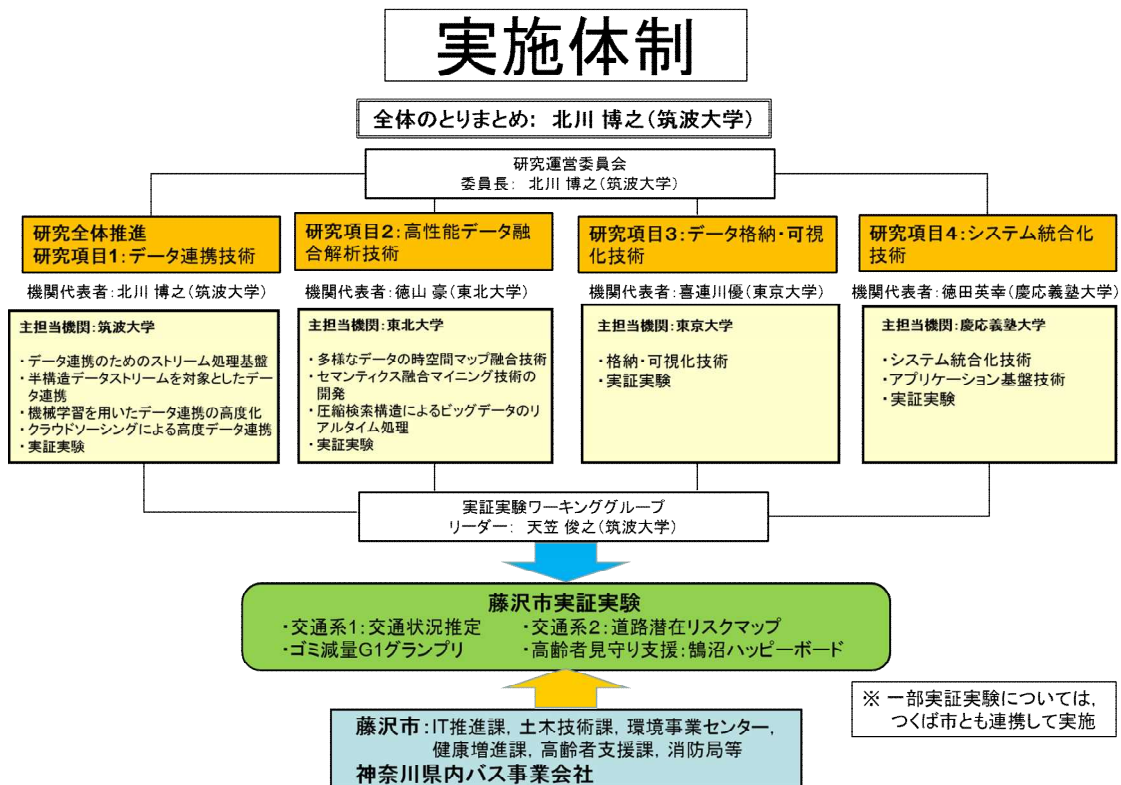 実施体制
全体のとりまとめ: 北川 博之(筑波大学)
研究運営委員会
委員長: 北川 博之(筑波大学)
研究全体推進
研究項目1:データ連携技術
機関代表者:北川 博之(筑波大学)
主担当機関:筑波大学
・データ連携のためのストリーム処理基盤
・半構造データストリームを対象としたデー
タ連携
・機械学習を用いたデータ連携の高度化
・クラウドソーシングによる高度データ連携
・実証実験
研究項目2:高性能データ融
合解析技術
機関代表者:徳山 豪(東北大学)
主担当機関:東北大学
・多様なデータの時空間マップ融合技術
・セマンティクス融合マイニング技術の
開発
・圧縮検索構造によるビッグデータのリ
アルタイム処理
・実証実験
研究項目3:データ格納・可視
化技術
機関代表者:喜連川優(東京大学)
主担当機関:東京大学
・格納・可視化技術
・実証実験
研究項目4:システム統合化
技術
機関代表者:徳田英幸(慶応義塾大学)
主担当機関:慶応義塾大学
・システム統合化技術
・アプリケーション基盤技術
・実証実験
実証実験ワーキンググループ
リーダー: 天笠 俊之(筑波大学)
藤沢市実証実験
・交通系1:交通状況推定 ・交通系2:道路潜在リスクマップ
・ゴミ減量G1グランプリ ・高齢者見守り支援:鵠沼ハッピーボード
※ 一部実証実験については,
つくば市とも連携して実施
藤沢市:IT推進課, 土木技術課, 環境事業センター,
健康増進課, 高齢者支援課, 消防局等
神奈川県内バス事業会社